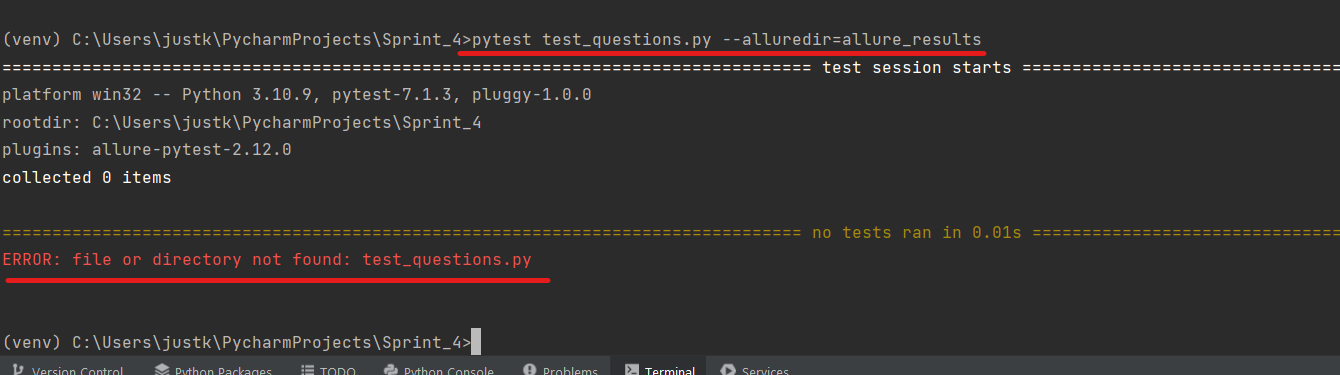 (venv) C:\Users\justk\PycharmProjects\Sprint_4>pytest test_questions.py --alluredir=allure_results
================================================================================= test session starts ================================
platform win32 -- Python 3.10.9, pytest-7.1.3, pluggy-1.0.0
rootdir: C:\Users\justk\PycharmProjects\Sprint_4
plugins: allure-pytest-2.12.0
collected 0 items
================================================================================ no tests ran in 0.01s ===============================
ERROR: file or directory not found: test_questions.py
(venv) C:\Users\justk\PycharmProjects\Sprint_4>
Version Control Python Packages TODO Python Console Problems Terminal Services